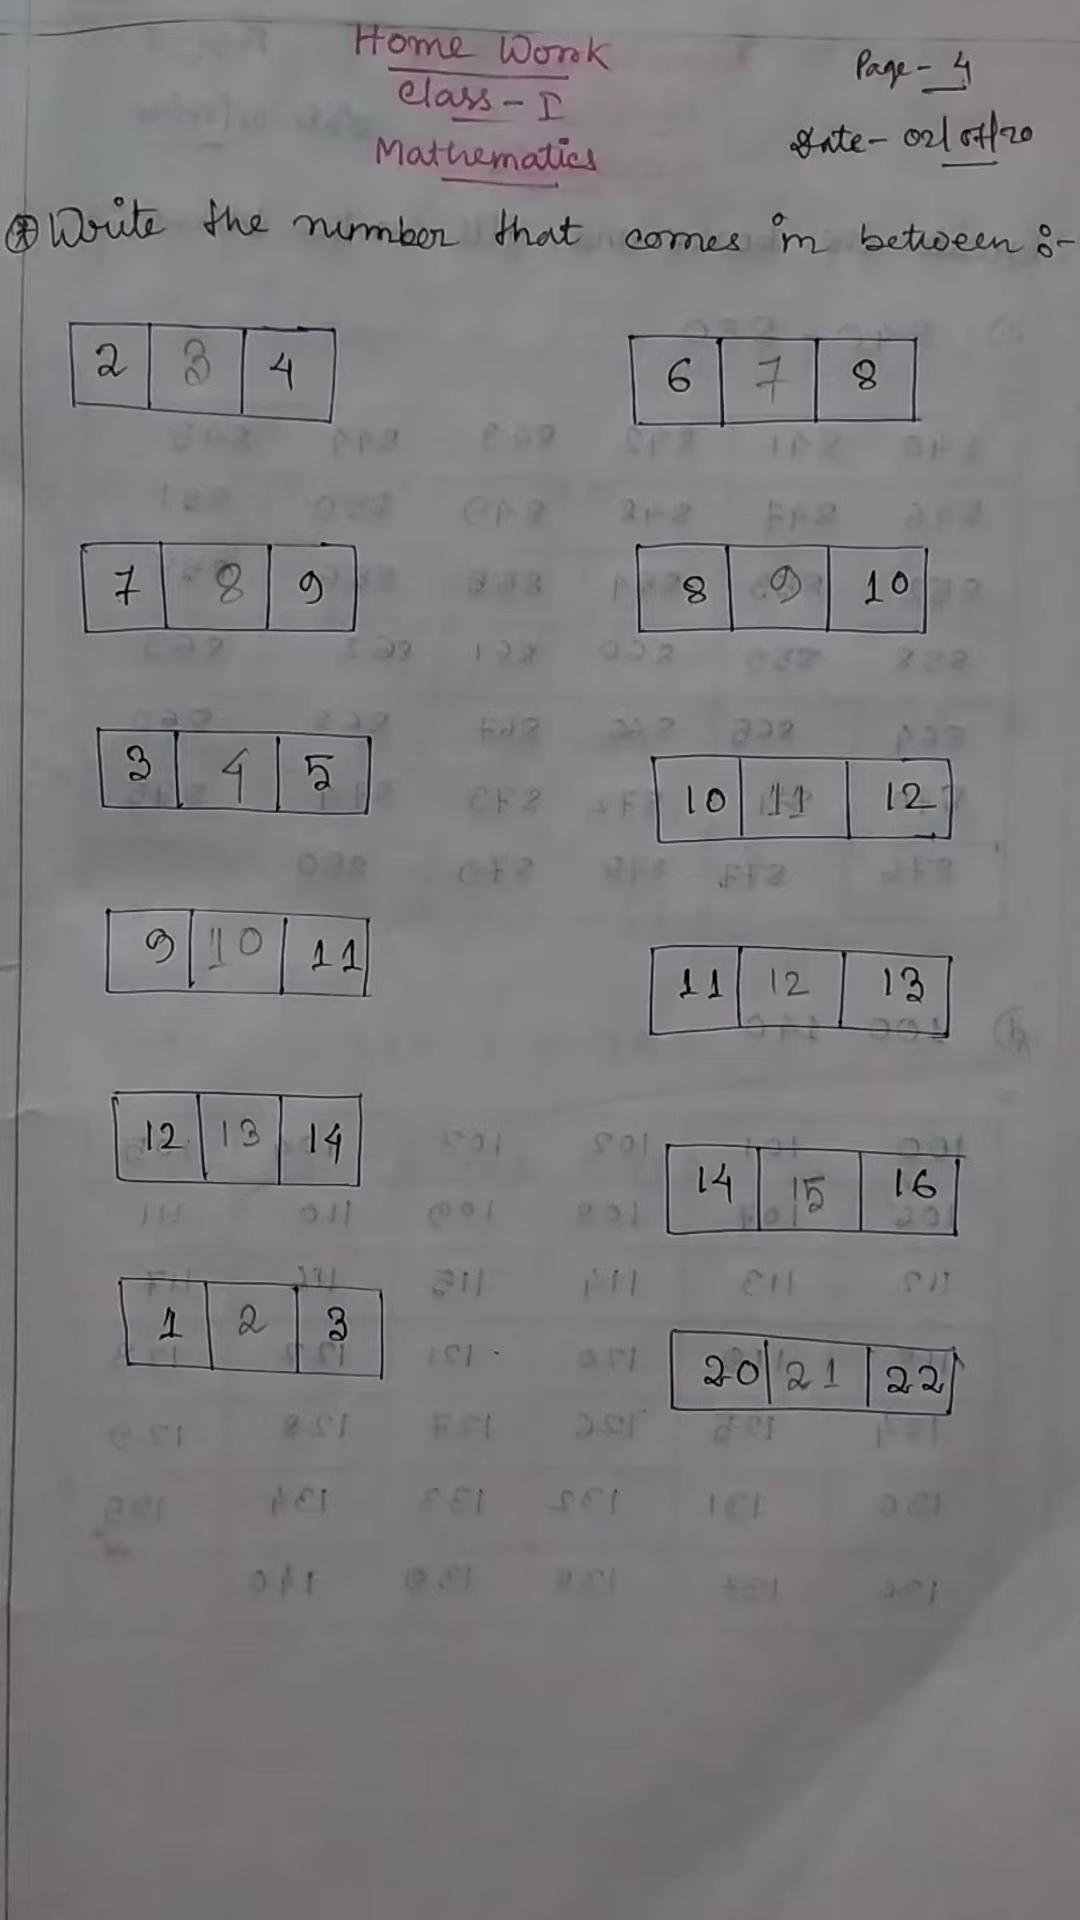 Home Work
Class - I
Mathematics
Page - 4
Date - 02/07/20
Write the number that comes in between :-
2 3 4
6 7 8
7 8 9
8 9 10
3 4 5
10 11 12
9 10 11
11 12 13
12 13 14
14 15 16
1 2 3
20 21 22